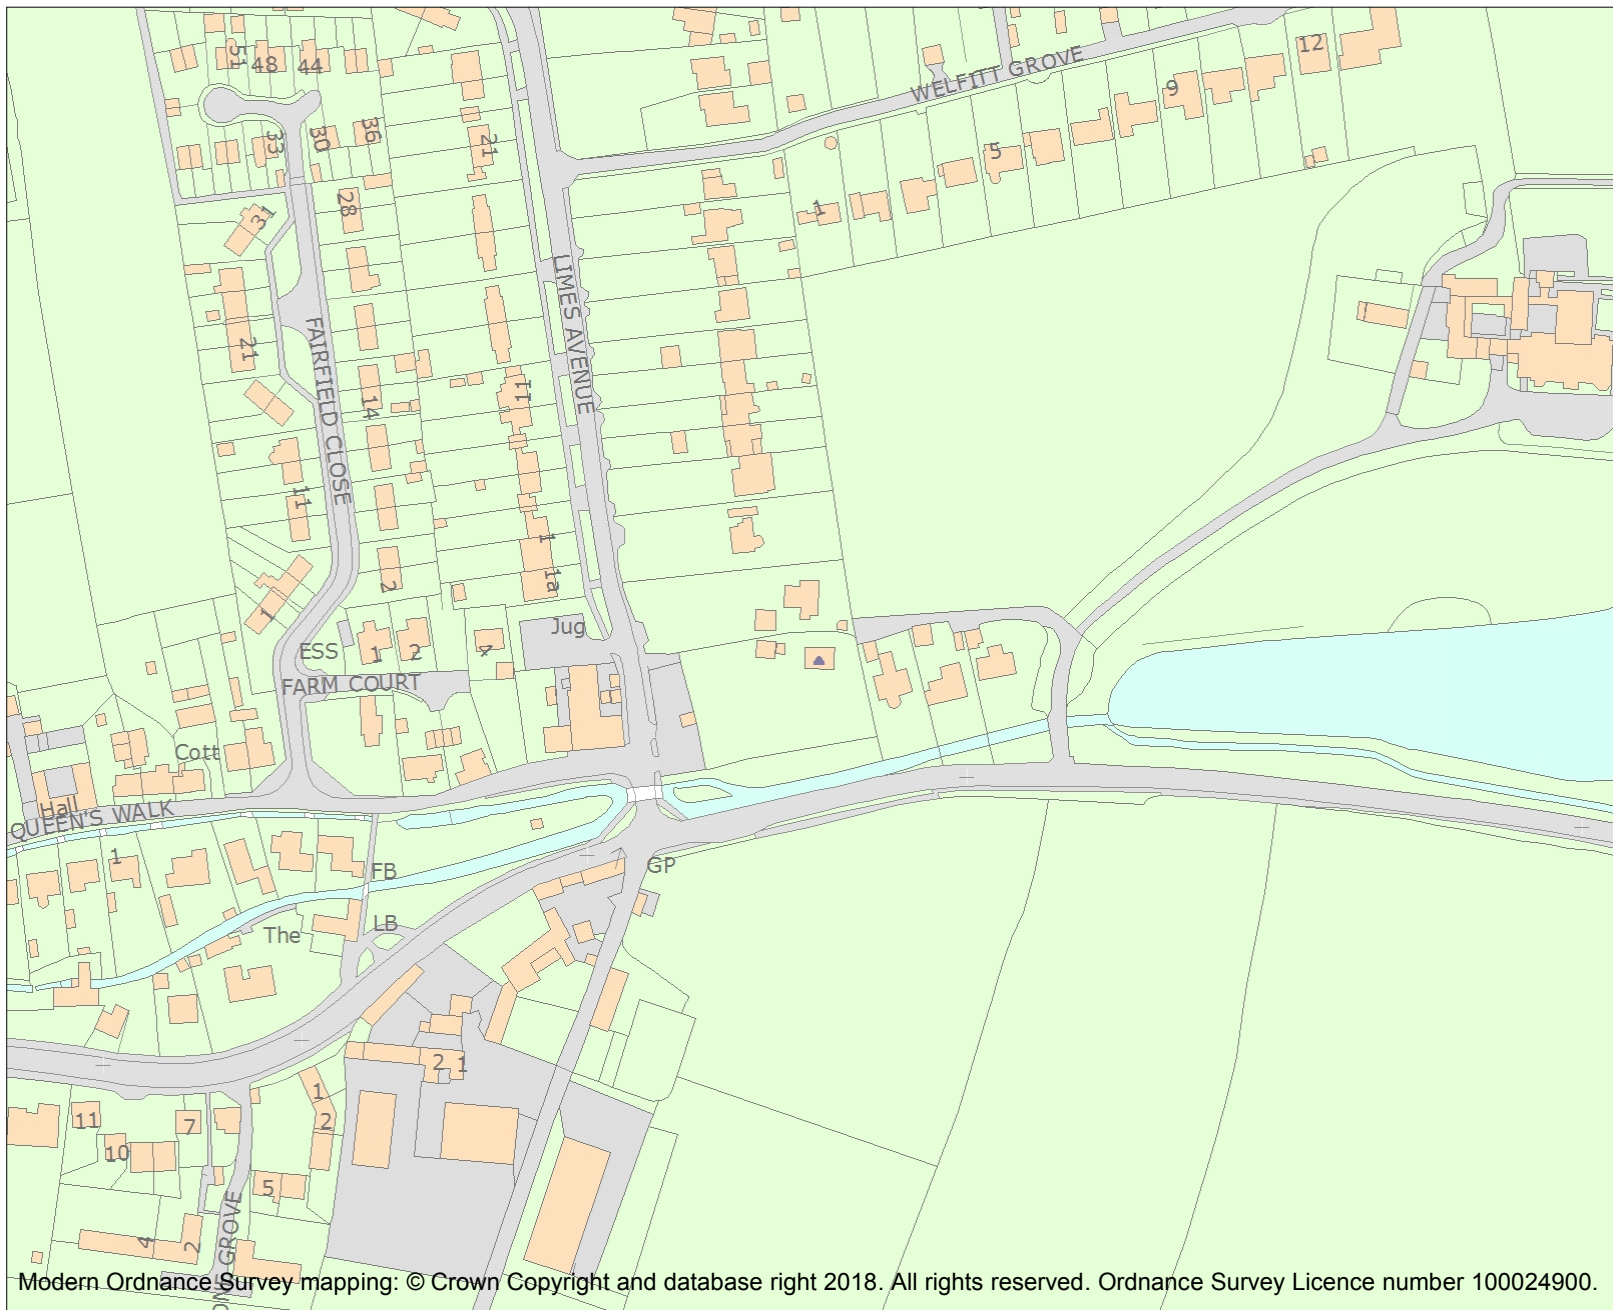 51
48
44
12
WELFITT GROVE
9
33
30
36
21
5
28
31
1
LIMES AVENUE
FAIRFIELD CLOSE
21
11
14
11
1
2
1a
1
Jug
ESS
1
2
4
FARM COURT
Cott
Hall
QUEEN'S WALK
1
FB
GP
LB
The
2
1
1
2
11
7
10
5
4
2
GROVE
Modern Ordnance Survey mapping: © Crown Copyright and database right 2018. All rights reserved. Ordnance Survey Licence number 100024900.